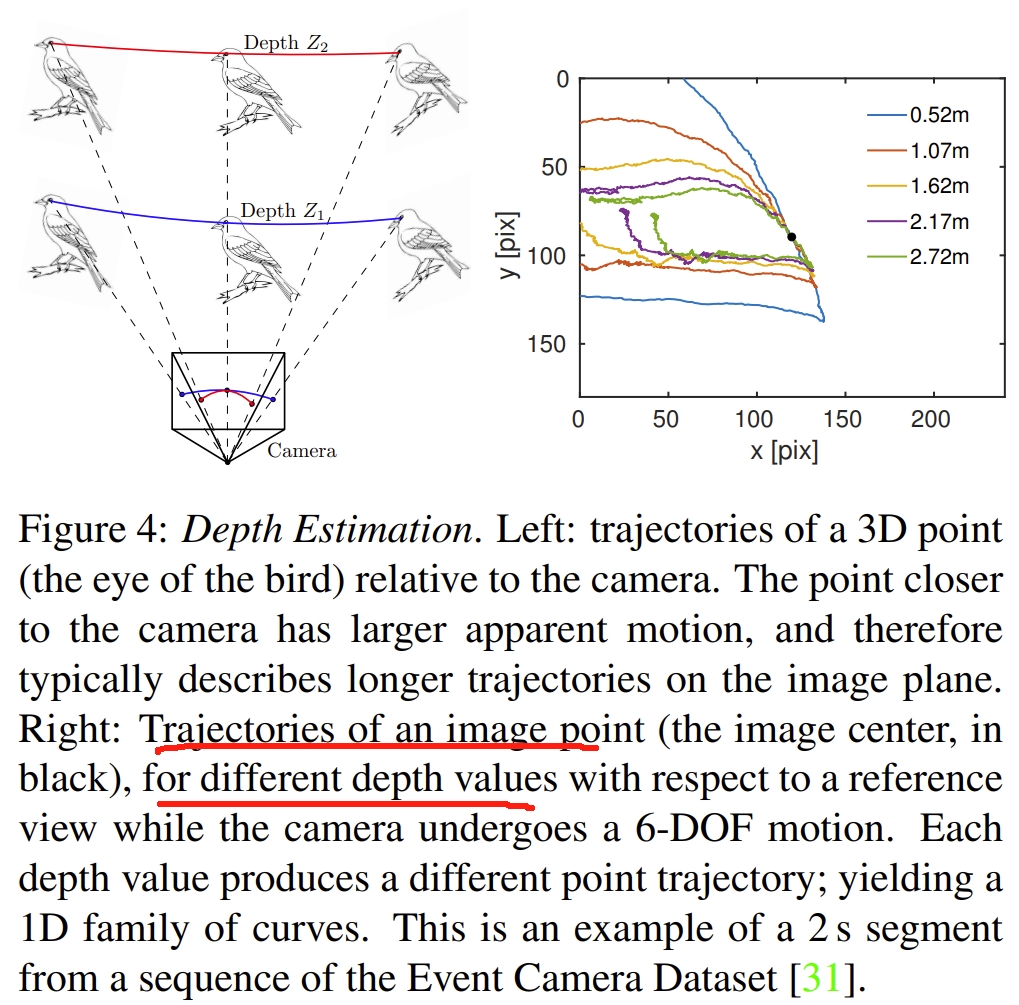 Depth Z₂
Depth Z₁
Camera
0
50
100
150
y [pix]
0 50 100 150 200
x [pix]
0.52m
1.07m
1.62m
2.17m
2.72m
Figure 4: Depth Estimation. Left: trajectories of a 3D point
(the eye of the bird) relative to the camera. The point closer
to the camera has larger apparent motion, and therefore
typically describes longer trajectories on the image plane.
Right: Trajectories of an image point (the image center, in
black), for different depth values with respect to a reference
view while the camera undergoes a 6-DOF motion. Each
depth value produces a different point trajectory; yielding a
1D family of curves. This is an example of a 2 s segment
from a sequence of the Event Camera Dataset [31].